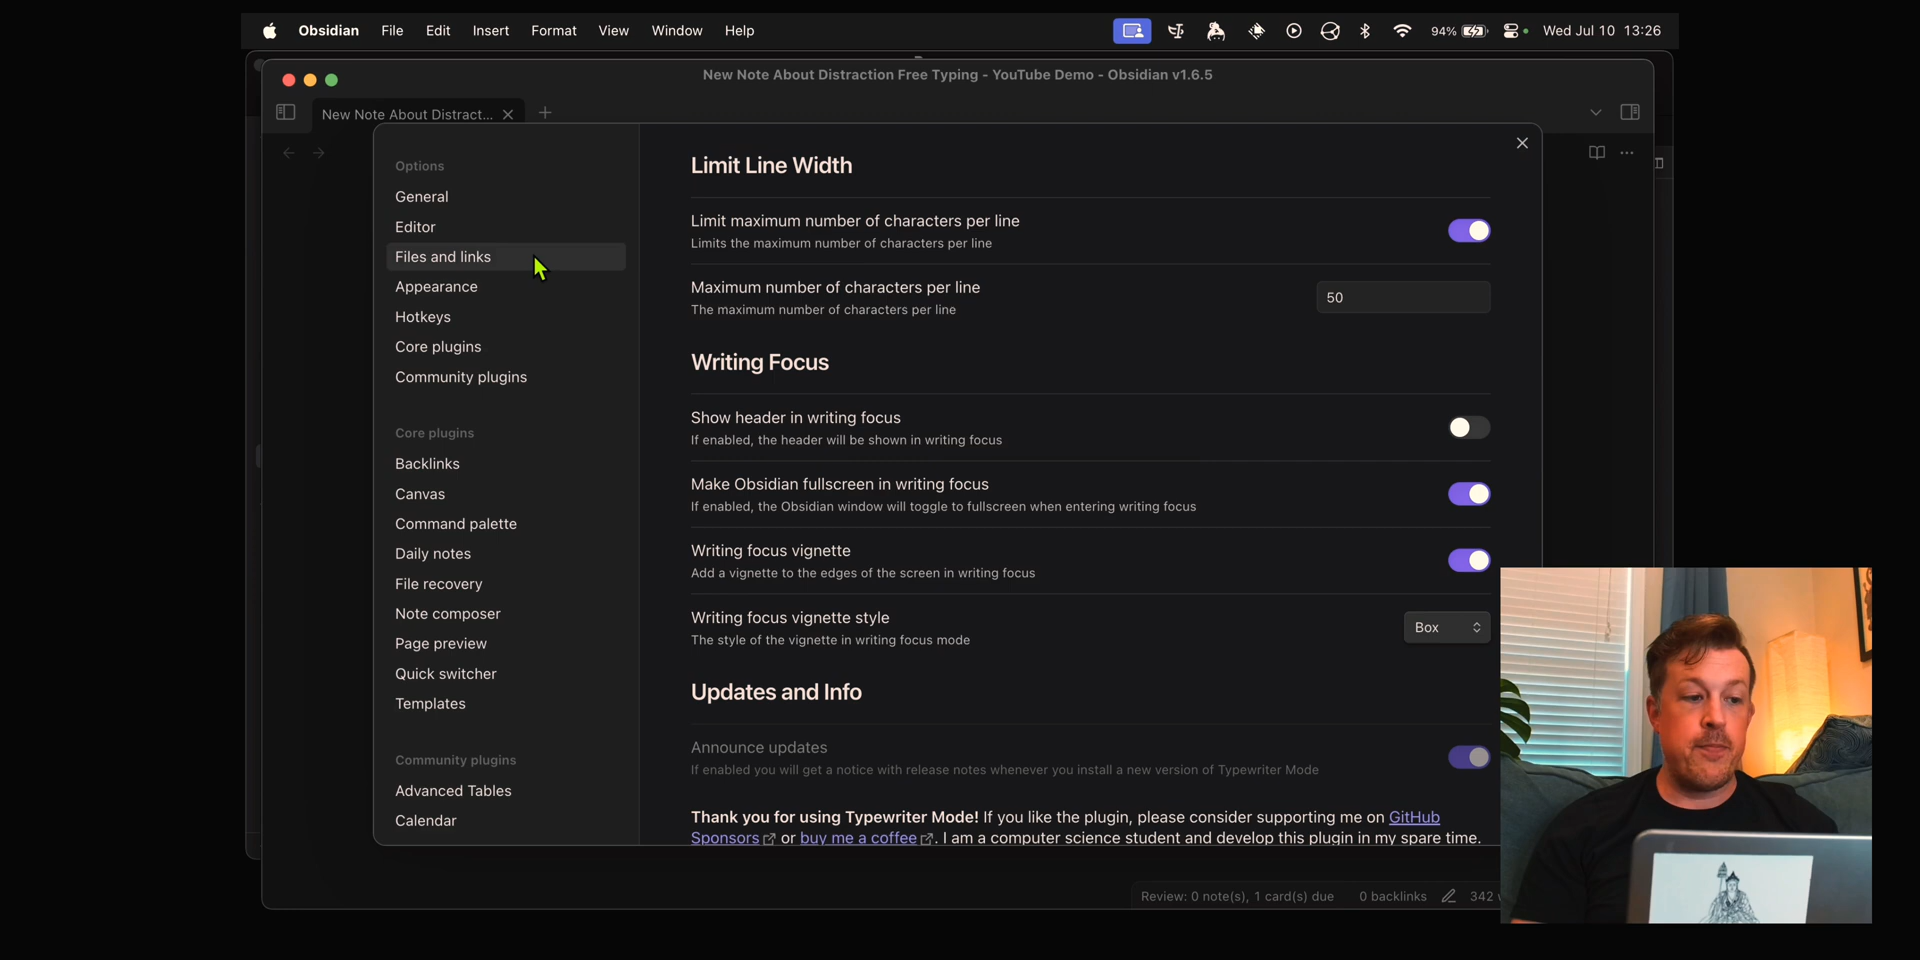 Obsidian File Edit Insert Format View Window Help 94% Wed Jul 10 13:26
New Note About Distraction Free Typing - YouTube Demo - Obsidian v1.6.5
New Note About Distract...
Options
General
Editor
Files and links
Appearance
Hotkeys
Core plugins
Community plugins
Core plugins
Backlinks
Canvas
Command palette
Daily notes
File recovery
Note composer
Page preview
Quick switcher
Templates
Community plugins
Advanced Tables
Calendar
Limit Line Width
Limit maximum number of characters per line
Limits the maximum number of characters per line
Maximum number of characters per line
The maximum number of characters per line
50
Writing Focus
Show header in writing focus
If enabled, the header will be shown in writing focus
Make Obsidian fullscreen in writing focus
If enabled, the Obsidian window will toggle to fullscreen when entering writing focus
Writing focus vignette
Add a vignette to the edges of the screen in writing focus
Writing focus vignette style
The style of the vignette in writing focus mode
Box
Updates and Info
Announce updates
If enabled you will get a notice with release notes whenever you install a new version of Typewriter Mode
Thank you for using Typewriter Mode! If you like the plugin, please consider supporting me on GitHub
Sponsors or buy me a coffee. I am a computer science student and develop this plugin in my spare time.
Review: 0 note(s), 1 card(s) due 0 backlinks 342